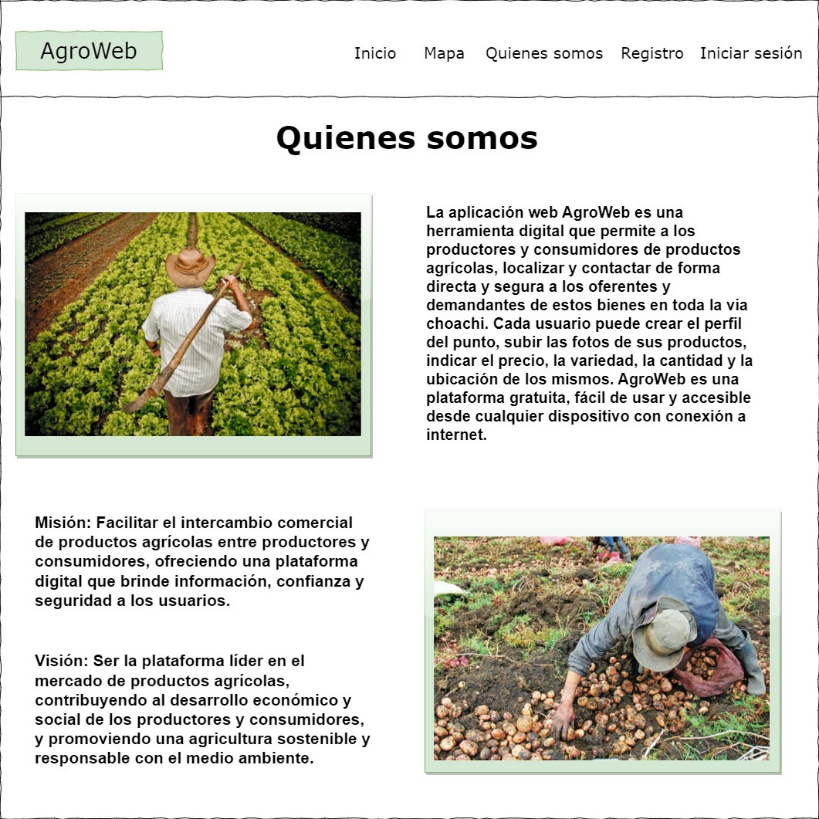 AgroWeb
Inicio Mapa Quienes somos Registro Iniciar sesión
Quienes somos
La aplicación web AgroWeb es una
herramienta digital que permite a los
productores y consumidores de productos
agrícolas, localizar y contactar de forma
directa y segura a los oferentes y
demandantes de estos bienes en toda la via
choachi. Cada usuario puede crear el perfil
del punto, subir las fotos de sus productos,
indicar el precio, la variedad, la cantidad y la
ubicación de los mismos. AgroWeb es una
plataforma gratuita, fácil de usar y accesible
desde cualquier dispositivo con conexión a
internet.
Misión: Facilitar el intercambio comercial
de productos agrícolas entre productores y
consumidores, ofreciendo una plataforma
digital que brinde información, confianza y
seguridad a los usuarios.
Visión: Ser la plataforma líder en el
mercado de productos agrícolas,
contribuyendo al desarrollo económico y
social de los productores y consumidores,
y promoviendo una agricultura sostenible y
responsable con el medio ambiente.